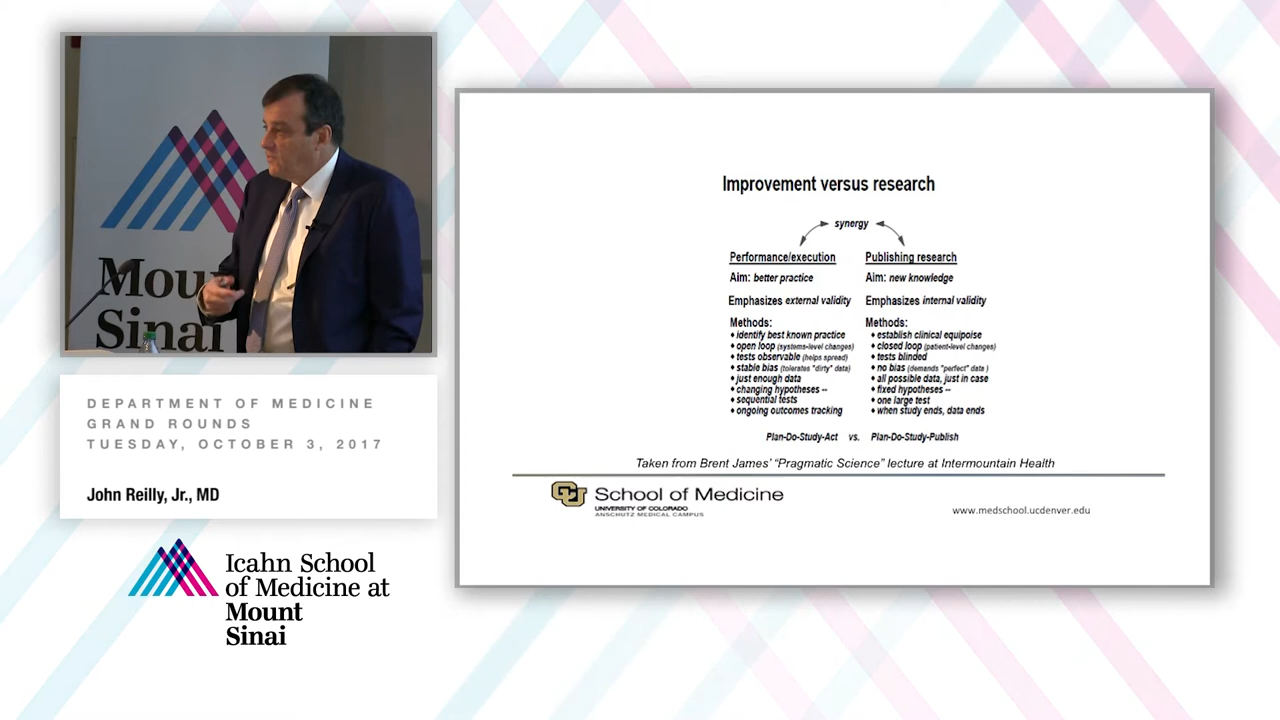 Mount
Sinai
DEPARTMENT OF MEDICINE
GRAND ROUNDS
TUESDAY, OCTOBER 3, 2017
John Reilly, Jr., MD
Icahn School
of Medicine at
Mount
Sinai
Improvement versus research
synergy
Performance/execution
Aim: better practice
Emphasizes external validity
Methods:
♦ identify best known practice
♦ open loop (systems-level changes)
♦ tests observable (helps spread)
♦ stable bias (tolerates "dirty" data)
♦ just enough data
♦ changing hypotheses --
♦ sequential tests
♦ ongoing outcomes tracking
Publishing research
Aim: new knowledge
Emphasizes internal validity
Methods:
♦ establish clinical equipoise
♦ closed loop (patient-level changes)
♦ tests blinded
♦ no bias (demands "perfect" data )
♦ all possible data, just in case
♦ fixed hypotheses --
♦ one large test
♦ when study ends, data ends
Plan-Do-Study-Act vs. Plan-Do-Study-Publish
Taken from Brent James' "Pragmatic Science" lecture at Intermountain Health
CU School of Medicine
UNIVERSITY OF COLORADO
ANSCHUTZ MEDICAL CAMPUS
www.medschool.ucdenver.edu